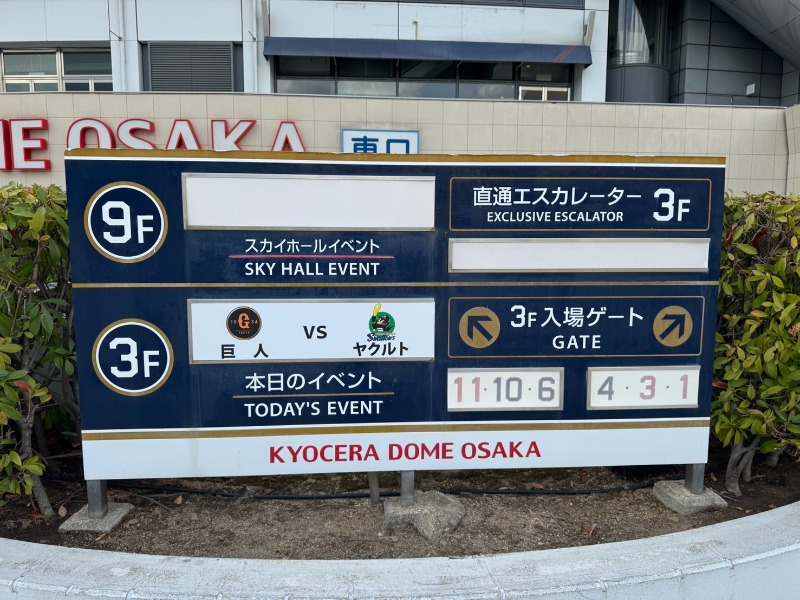 ME OSAKA
東口
9F
スカイホールイベント
SKY HALL EVENT
直通エスカレーター 3F
EXCLUSIVE ESCALATOR
3F
1934
G
巨人 VS ヤクルト
Swallows
本日のイベント
TODAY'S EVENT
3F入場ゲート
GATE
11・10・6
4・3・1
KYOCERA DOME OSAKA